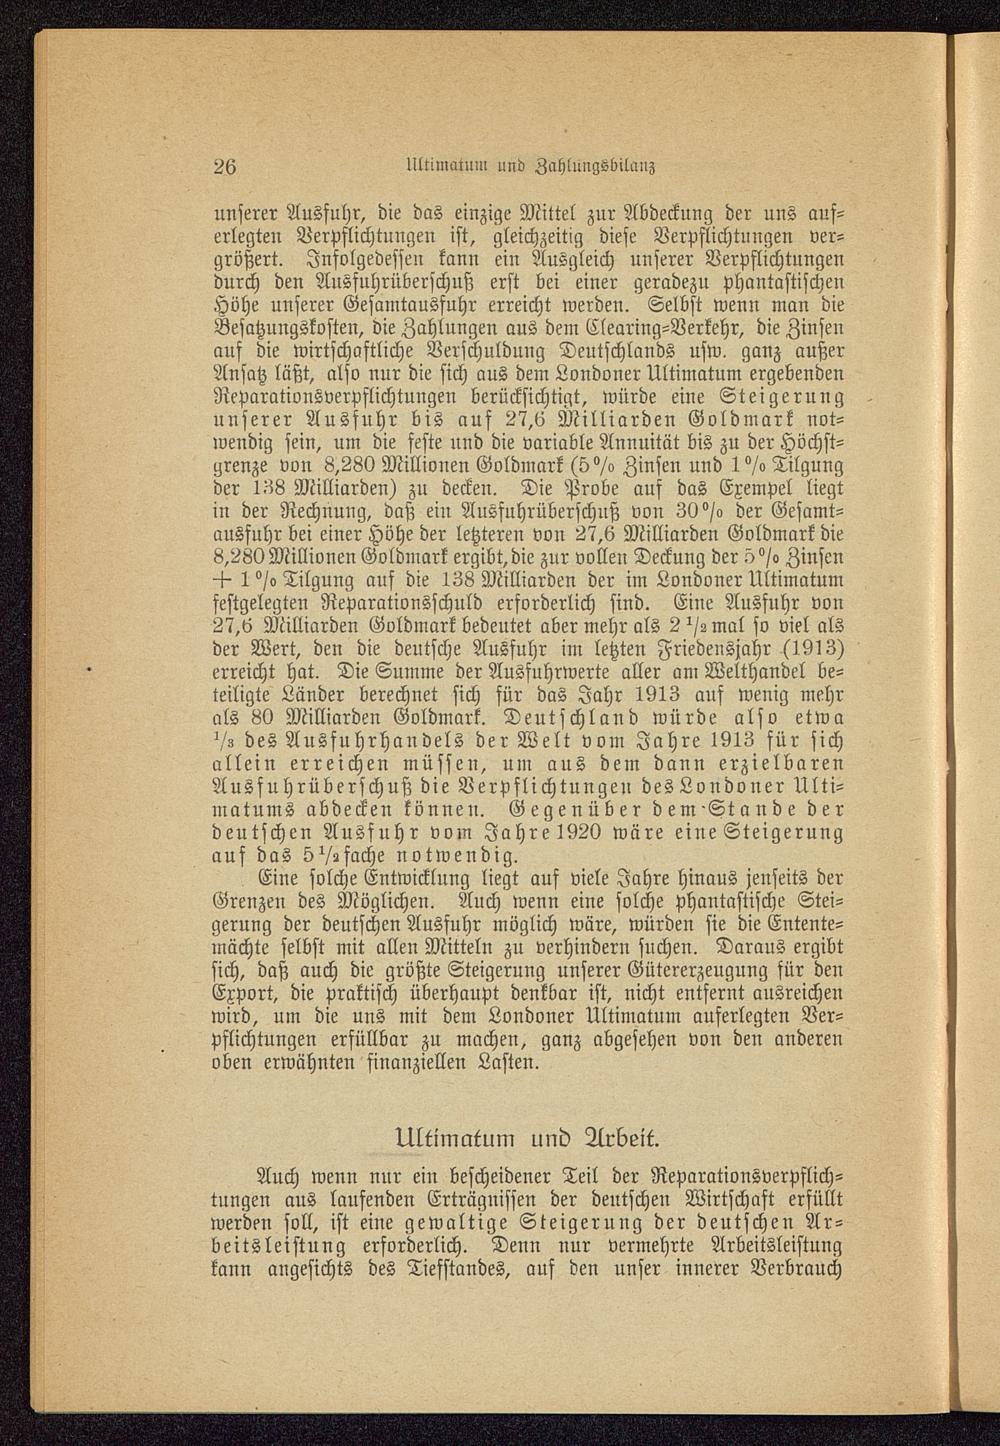 26 Ultimatum und Zahlungsbilanz
unserer Ausfuhr, die das einzige Mittel zur Abdeckung der uns auf-
erlegten Verpflichtungen ist, gleichzeitig diese Verpflichtungen ver-
größert. Infolgedessen kann ein Ausgleich unserer Verpflichtungen
durch den Ausfuhrüberschuß erst bei einer geradezu phantastischen
Höhe unserer Gesamtausfuhr erreicht werden. Selbst wenn man die
Besatzungskosten, die Zahlungen aus dem Clearing-Verkehr, die Zinsen
auf die wirtschaftliche Verschuldung Deutschlands usw. ganz außer
Ansatz läßt, also nur die sich aus dem Londoner Ultimatum ergebenden
Reparationsverpflichtungen berücksichtigt, würde eine Steigerung
unserer Ausfuhr bis auf 27,6 Milliarden Goldmark not-
wendig sein, um die feste und die variable Annuität bis zu der Höchst-
grenze von 8,280 Millionen Goldmark (5% Zinsen und 1% Tilgung
der 138 Milliarden) zu decken. Die Probe auf das Exempel liegt
in der Rechnung, daß ein Ausfuhrüberschuß von 30% der Gesamt-
ausfuhr bei einer Höhe der letzteren von 27,6 Milliarden Goldmark die
8,280 Millionen Goldmark ergibt, die zur vollen Deckung der 5% Zinsen
+ 1% Tilgung auf die 138 Milliarden der im Londoner Ultimatum
festgelegten Reparationsschuld erforderlich sind. Eine Ausfuhr von
27,6 Milliarden Goldmark bedeutet aber mehr als 2 1/2 mal so viel als
der Wert, den die deutsche Ausfuhr im letzten Friedensjahr (1913)
erreicht hat. Die Summe der Ausfuhrwerte aller am Welthandel be-
teiligte Länder berechnet sich für das Jahr 1913 auf wenig mehr
als 80 Milliarden Goldmark. Deutschland würde also etwa
1/3 des Ausfuhrhandels der Welt vom Jahre 1913 für sich
allein erreichen müssen, um aus dem dann erzielbaren
Ausfuhrüberschuß die Verpflichtungen des Londoner Ulti-
matums abdecken können. Gegenüber dem Stande der
deutschen Ausfuhr vom Jahre 1920 wäre eine Steigerung
auf das 5 1/2 fache notwendig.
Eine solche Entwicklung liegt auf viele Jahre hinaus jenseits der
Grenzen des Möglichen. Auch wenn eine solche phantastische Stei-
gerung der deutschen Ausfuhr möglich wäre, würden sie die Entente-
mächte selbst mit allen Mitteln zu verhindern suchen. Daraus ergibt
sich, daß auch die größte Steigerung unserer Gütererzeugung für den
Export, die praktisch überhaupt denkbar ist, nicht entfernt ausreichen
wird, um die uns mit dem Londoner Ultimatum auferlegten Ver-
pflichtungen erfüllbar zu machen, ganz abgesehen von den anderen
oben erwähnten finanziellen Lasten.
Ultimatum und Arbeit.
Auch wenn nur ein bescheidener Teil der Reparationsverpflich-
tungen aus laufenden Erträgnissen der deutschen Wirtschaft erfüllt
werden soll, ist eine gewaltige Steigerung der deutschen Ar-
beitsleistung erforderlich. Denn nur vermehrte Arbeitsleistung
kann angesichts des Tiefstandes, auf den unser innerer Verbrauch